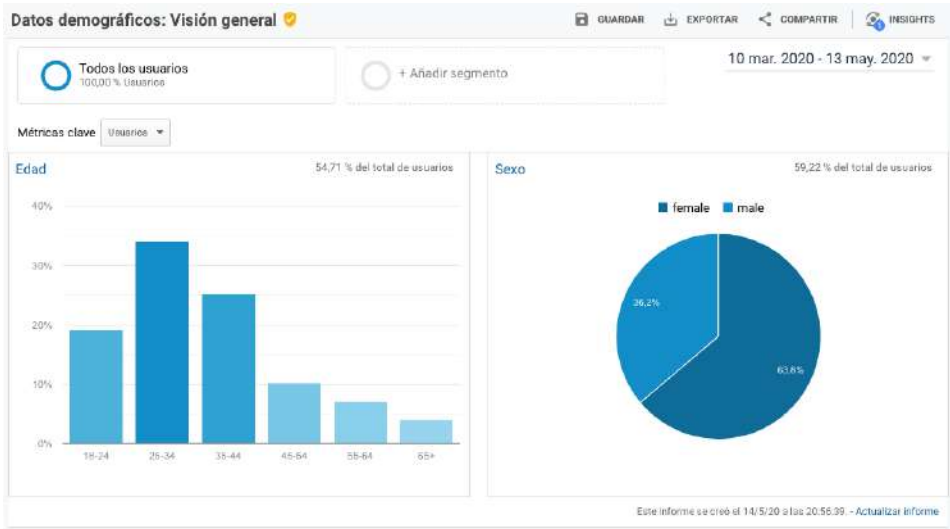 Datos demográficos: Visión general
GUARDAR EXPORTAR COMPARTIR INSIGHTS
Todos los usuarios
100,00 % Usuarios
+ Añadir segmento
10 mar. 2020 - 13 may. 2020
Métricas clave Usuarios
Edad
54,71 % del total de usuarios
40%
30%
20%
10%
0%
18-24 25-34 35-44 45-54 55-64 65+
Sexo
59,22 % del total de usuarios
female male
36,2%
63,8%
Este informe se creó el 14/5/20 a las 20:56:39. - Actualizar informe